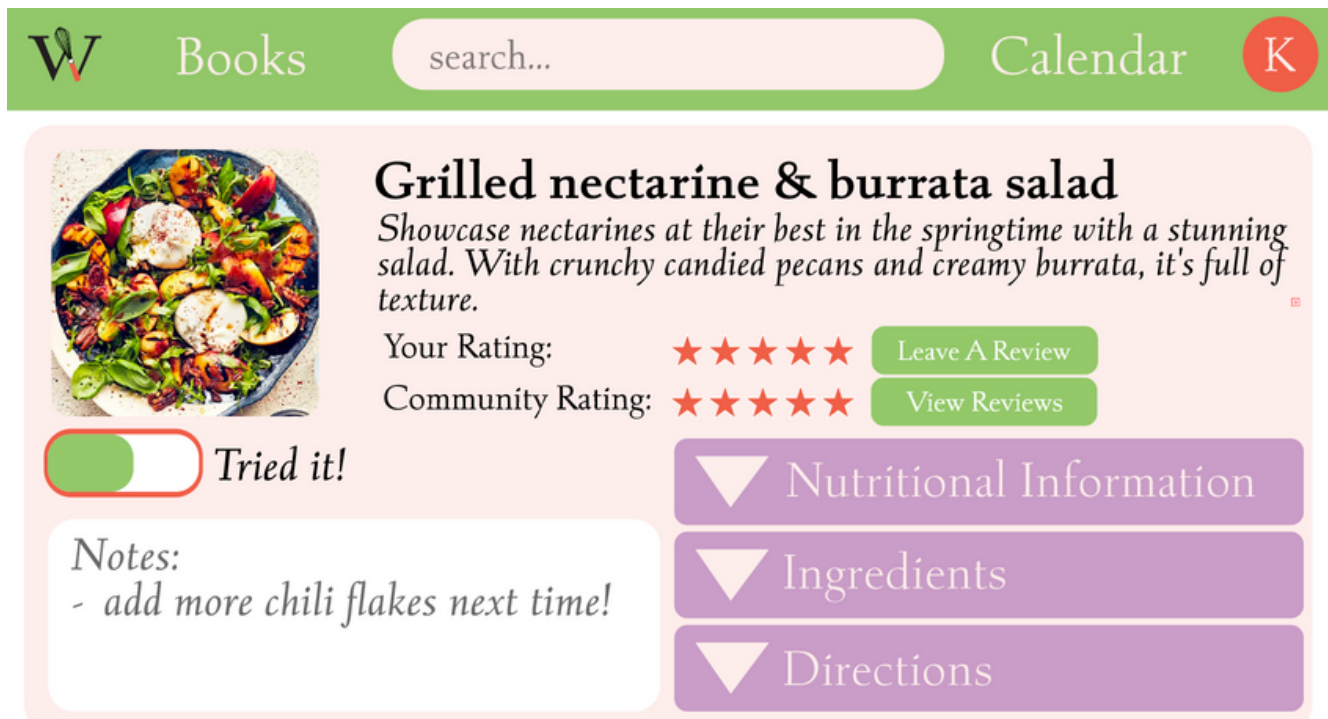 W
Books
search...
Calendar
K
Grilled nectarine & burrata salad
Showcase nectarines at their best in the springtime with a stunning
salad. With crunchy candied pecans and creamy burrata, it's full of
texture.
Your Rating:
Leave A Review
Community Rating:
View Reviews
Tried it!
Notes:
- add more chili flakes next time!
Nutritional Information
Ingredients
Directions